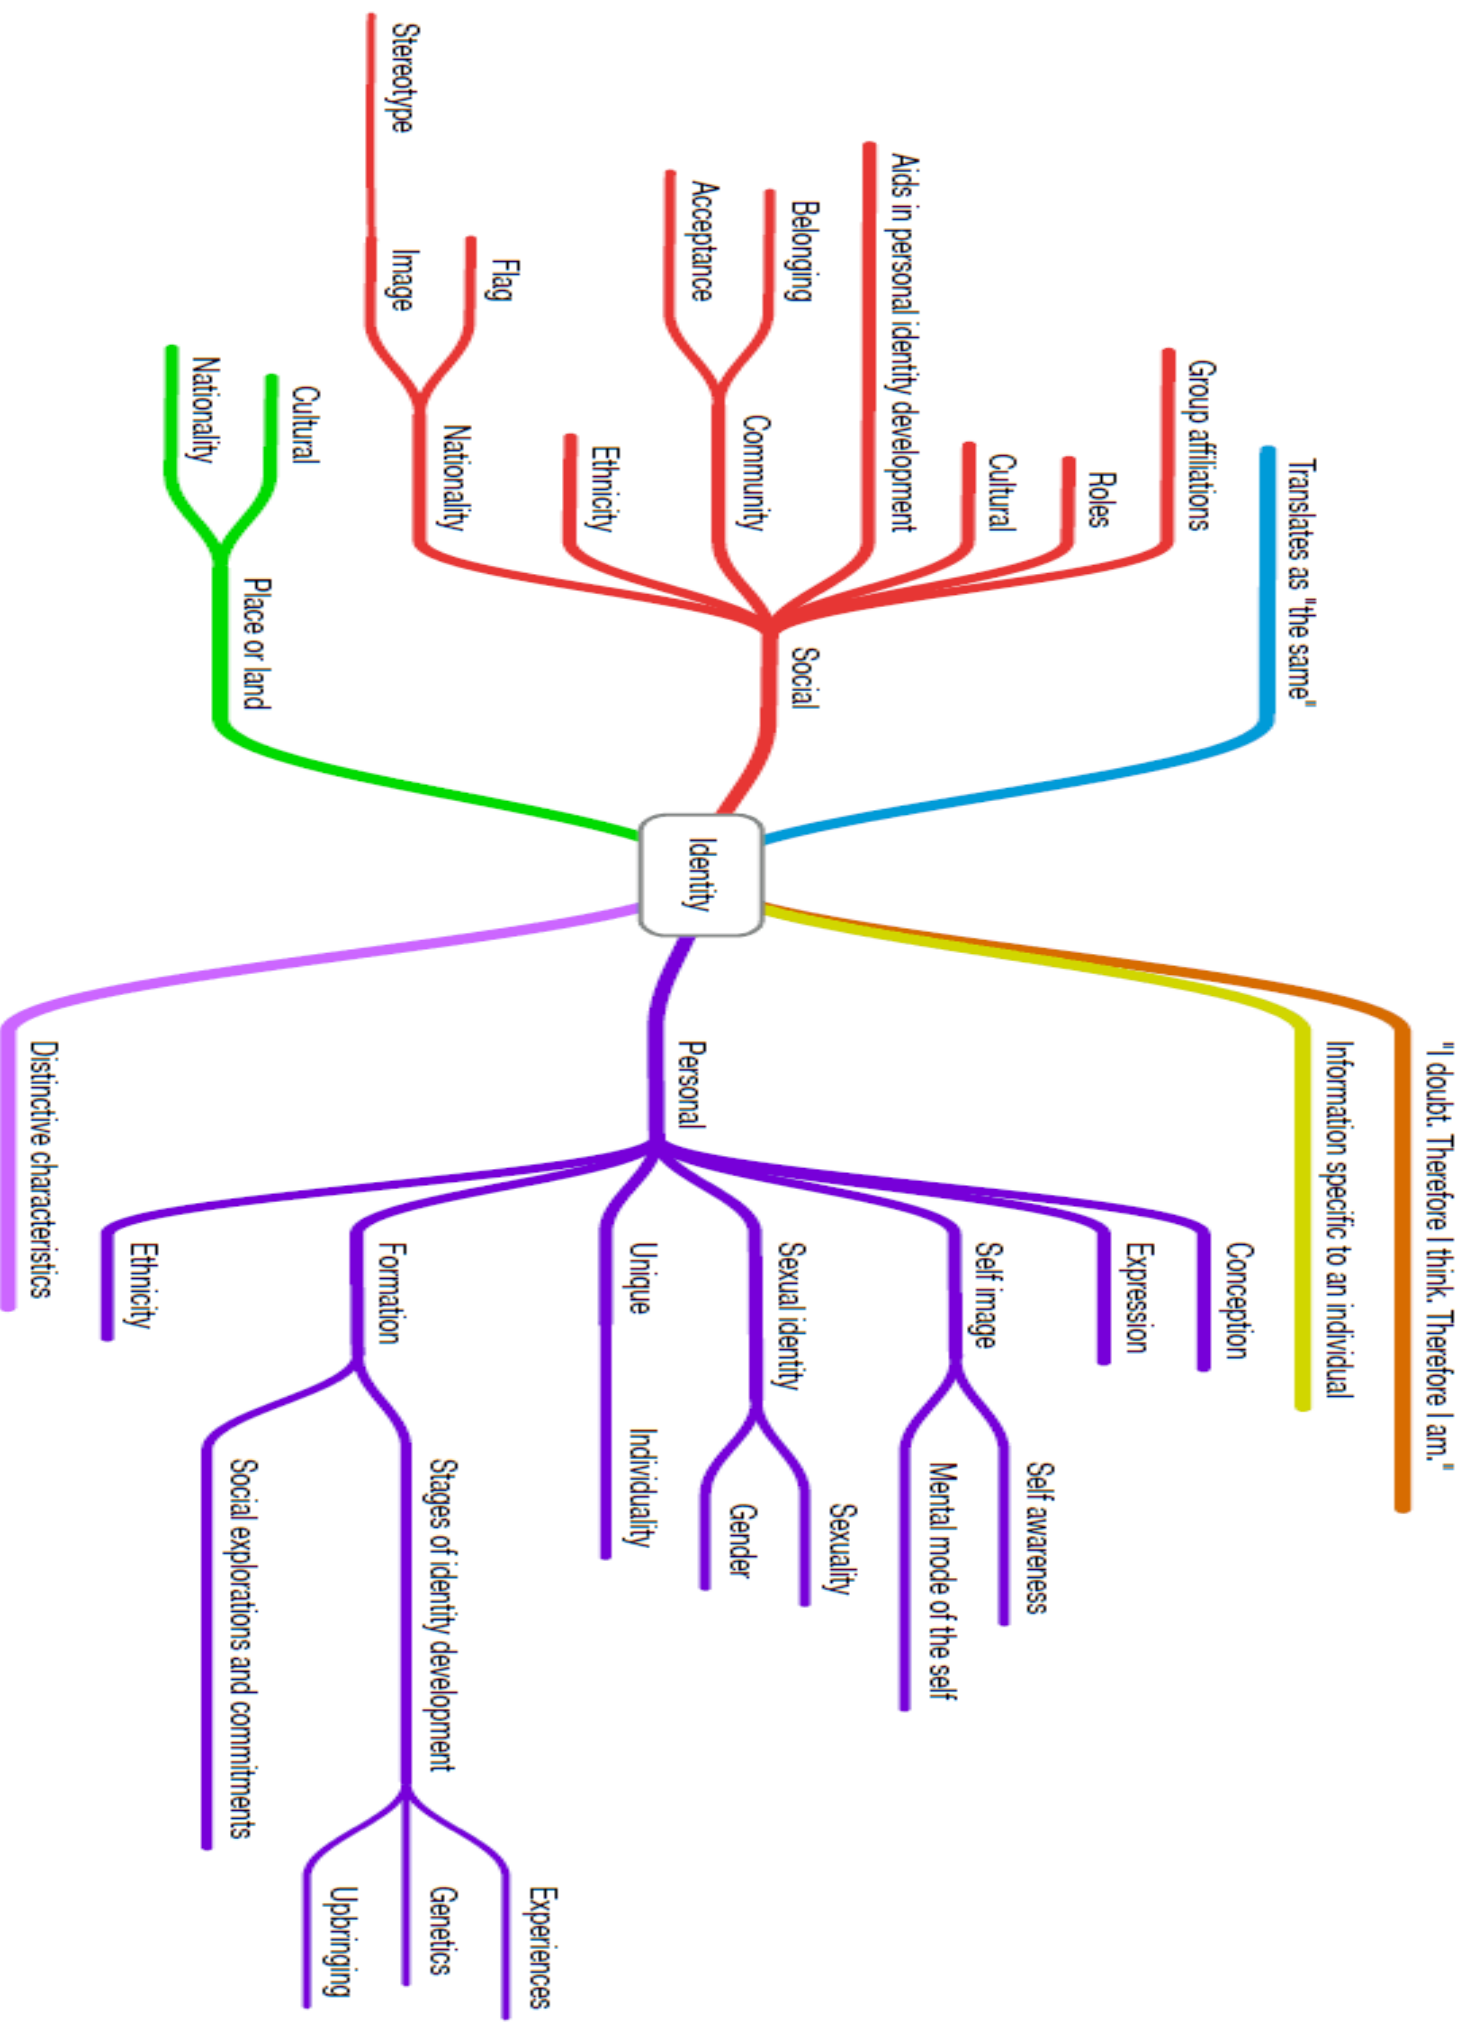 Translates as "the same"
Group affiliations
Roles
Cultural
Aids in personal identity development
Belonging
Acceptance
Community
Ethnicity
Flag
Image
Stereotype
Nationality
Social
Cultural
Nationality
Place or land
Identity
"I doubt. Therefore I think. Therefore I am."
Information specific to an individual
Personal
Conception
Expression
Self image
Self awareness
Mental mode of the self
Sexual identity
Sexuality
Gender
Unique
Individuality
Formation
Stages of identity development
Experiences
Genetics
Upbringing
Social explorations and commitments
Ethnicity
Distinctive characteristics